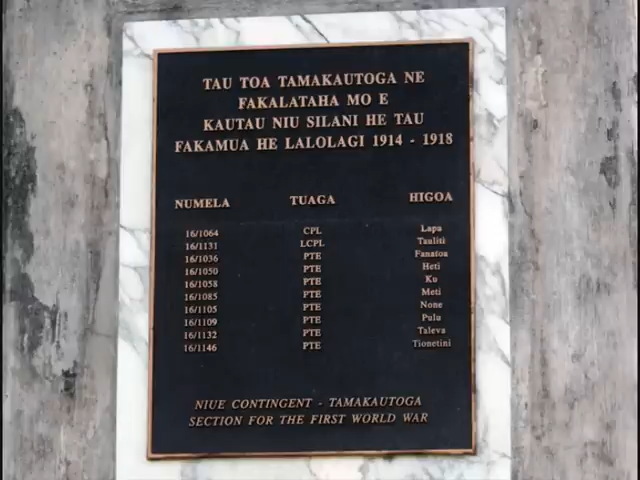 TAU TOA TAMAKAUTOGA NE
FAKALATAHA MO E
KAUTAU NIU SILANI HE TAU
FAKAMUA HE LALOLAGI 1914 - 1918
NUMELA TUAGA HIGOA
16/1064 CPL Lapa
16/1131 LCPL Tauliti
16/1036 PTE Fanatoa
16/1050 PTE Heti
16/1058 PTE Ku
16/1085 PTE Meti
16/1105 PTE None
16/1109 PTE Pulu
16/1132 PTE Taleva
16/1146 PTE Tionetini
NIUE CONTINGENT - TAMAKAUTOGA
SECTION FOR THE FIRST WORLD WAR